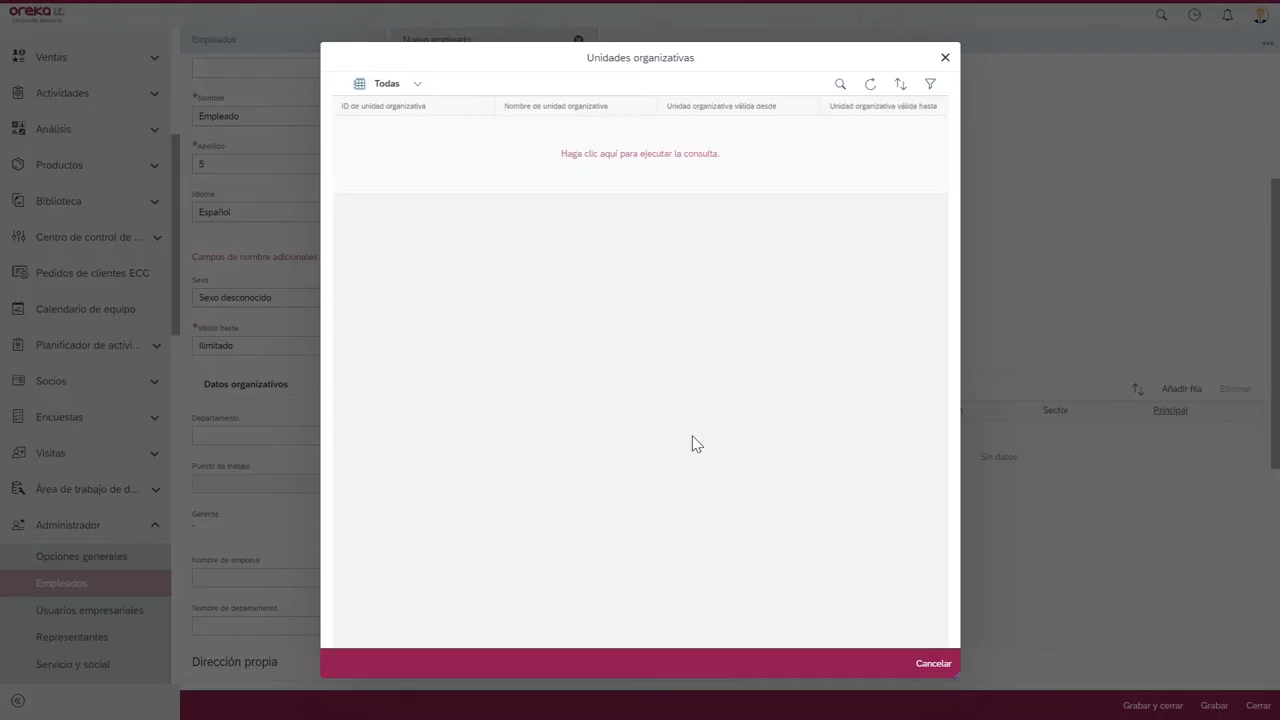 oreka i.t.
Empleados
Nuevo empleado
Ventas
Actividades
Análisis
Productos
Biblioteca
Centro de control de ...
Pedidos de clientes ECC
Calendario de equipo
Planificador de activi...
Socios
Encuestas
Visitas
Área de trabajo de d...
Administrador
Opciones generales
Empleados
Usuarios empresariales
Representantes
Servicio y social
*Nombre
Empleado
*Apellido
5
Idioma
Español
Campos de nombre adicionales
Sexo
Sexo desconocido
*Válido hasta
Ilimitado
Datos organizativos
Departamento
Puesto de trabajo
Gerente
-
Nombre de empresa
Nombre de departamento
Dirección propia
Unidades organizativas
Todas
ID de unidad organizativa
Nombre de unidad organizativa
Unidad organizativa válida desde
Unidad organizativa válida hasta
Haga clic aquí para ejecutar la consulta.
Cancelar
Añadir fila
Eliminar
Sector
Principal
Sin datos
Grabar y cerrar
Grabar
Cerrar